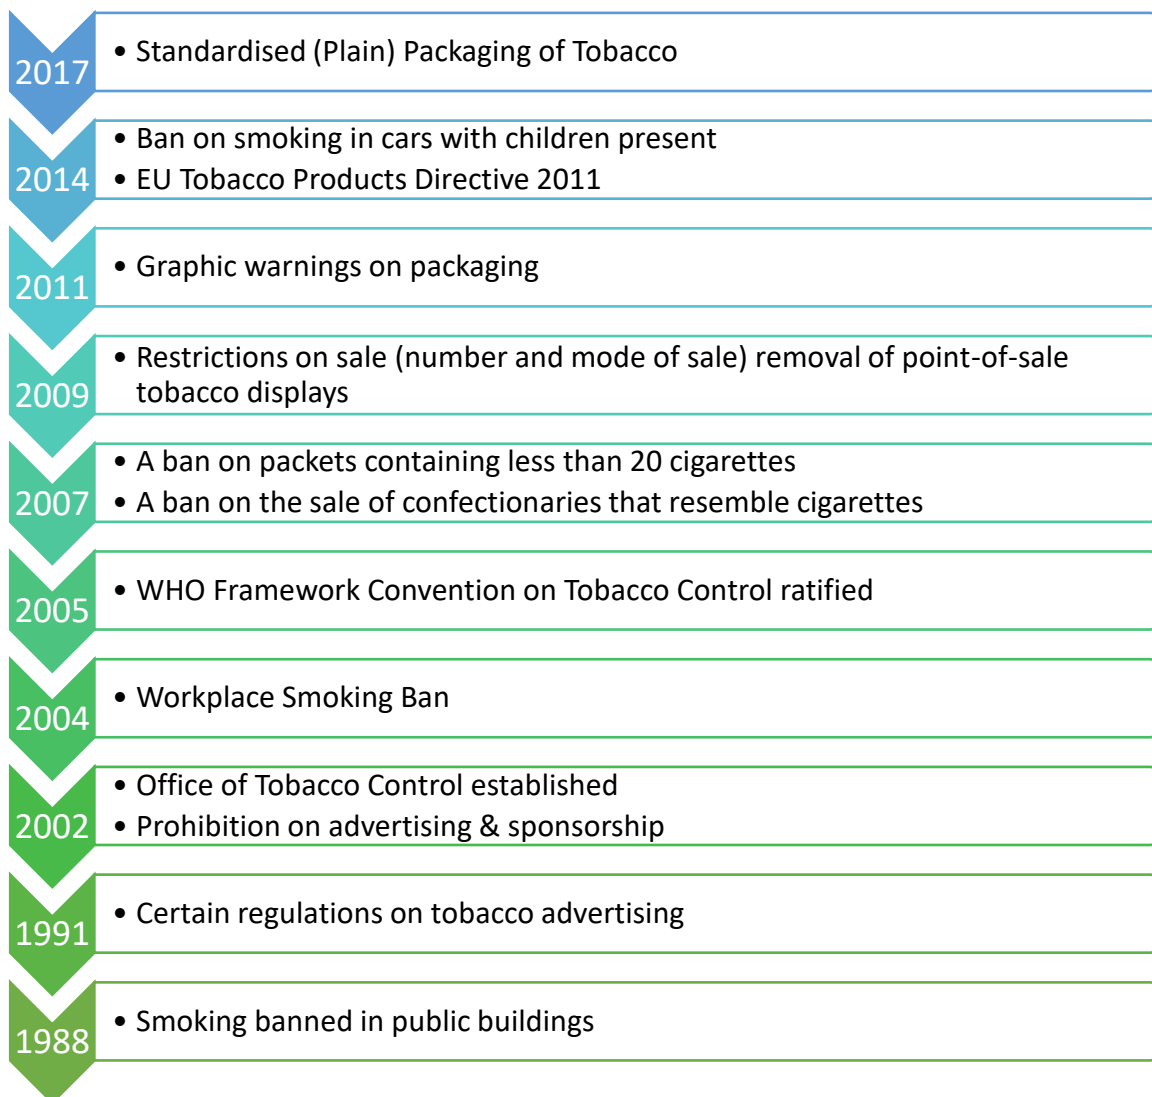 2017
• Standardised (Plain) Packaging of Tobacco
2014
• Ban on smoking in cars with children present
• EU Tobacco Products Directive 2011
2011
• Graphic warnings on packaging
2009
• Restrictions on sale (number and mode of sale) removal of point-of-sale
tobacco displays
2007
• A ban on packets containing less than 20 cigarettes
• A ban on the sale of confectionaries that resemble cigarettes
2005
• WHO Framework Convention on Tobacco Control ratified
2004
• Workplace Smoking Ban
2002
• Office of Tobacco Control established
• Prohibition on advertising & sponsorship
1991
• Certain regulations on tobacco advertising
1988
• Smoking banned in public buildings